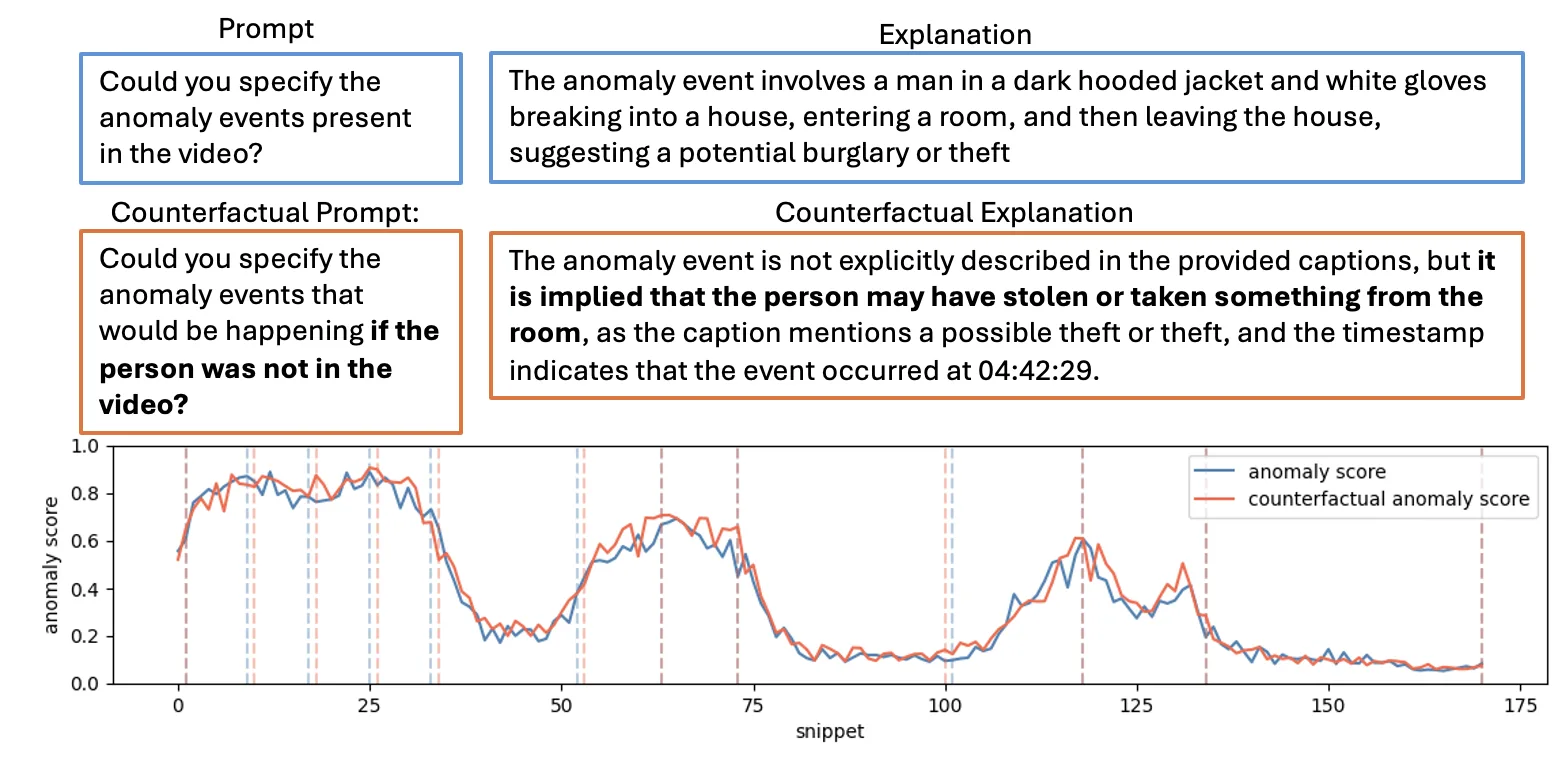 Prompt
Could you specify the
anomaly events present
in the video?
Explanation
The anomaly event involves a man in a dark hooded jacket and white gloves
breaking into a house, entering a room, and then leaving the house,
suggesting a potential burglary or theft
Counterfactual Prompt:
Could you specify the
anomaly events that
would be happening if the
person was not in the
video?
Counterfactual Explanation
The anomaly event is not explicitly described in the provided captions, but it
is implied that the person may have stolen or taken something from the
room, as the caption mentions a possible theft or theft, and the timestamp
indicates that the event occurred at 04:42:29.
anomaly score
1.0
0.8
0.6
0.4
0.2
0.0
anomaly score
counterfactual anomaly score
0
25
50
75
100
125
150
175
snippet